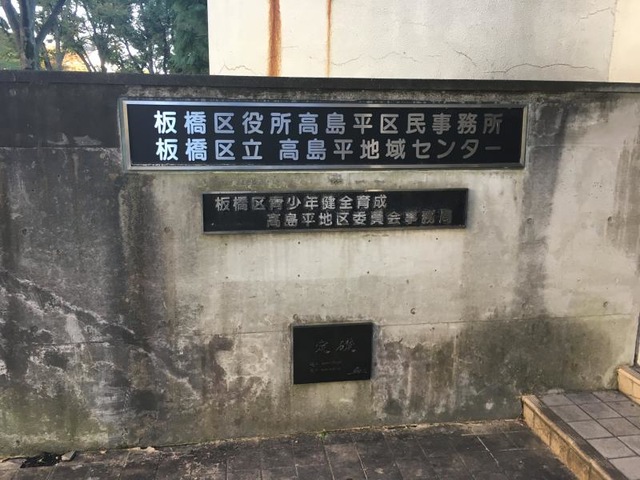 板橋区役所高島平区民事務所
板橋区立 高島平地域センター
板橋区青少年健全育成
高島平地区委員会事務局
定礎